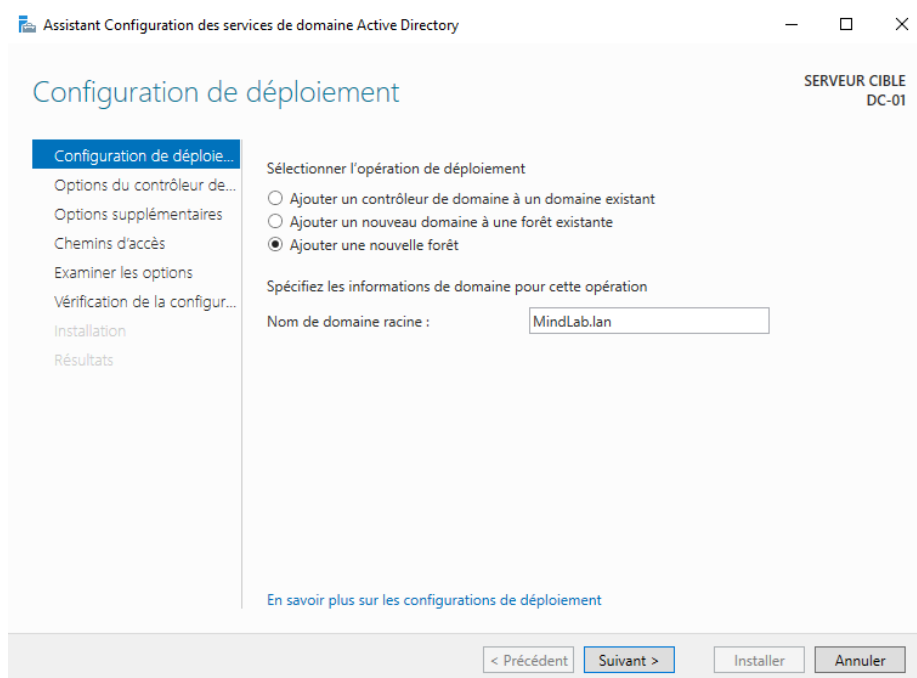 Assistant Configuration des services de domaine Active Directory
Configuration de déploiement
SERVEUR CIBLE
DC-01
Configuration de déploie...
Options du contrôleur de...
Options supplémentaires
Chemins d'accès
Examiner les options
Vérification de la configur...
Installation
Résultats
Sélectionner l'opération de déploiement
Ajouter un contrôleur de domaine à un domaine existant
Ajouter un nouveau domaine à une forêt existante
Ajouter une nouvelle forêt
Spécifiez les informations de domaine pour cette opération
Nom de domaine racine : MindLab.lan
En savoir plus sur les configurations de déploiement
< Précédent Suivant > Installer Annuler